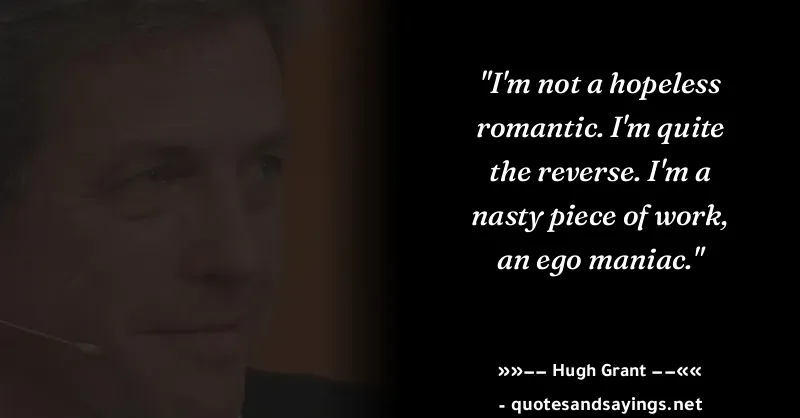 "I'm not a hopeless
romantic. I'm quite
the reverse. I'm a
nasty piece of work,
an ego maniac."
»»−− Hugh Grant −−««
- quotesandsayings.net